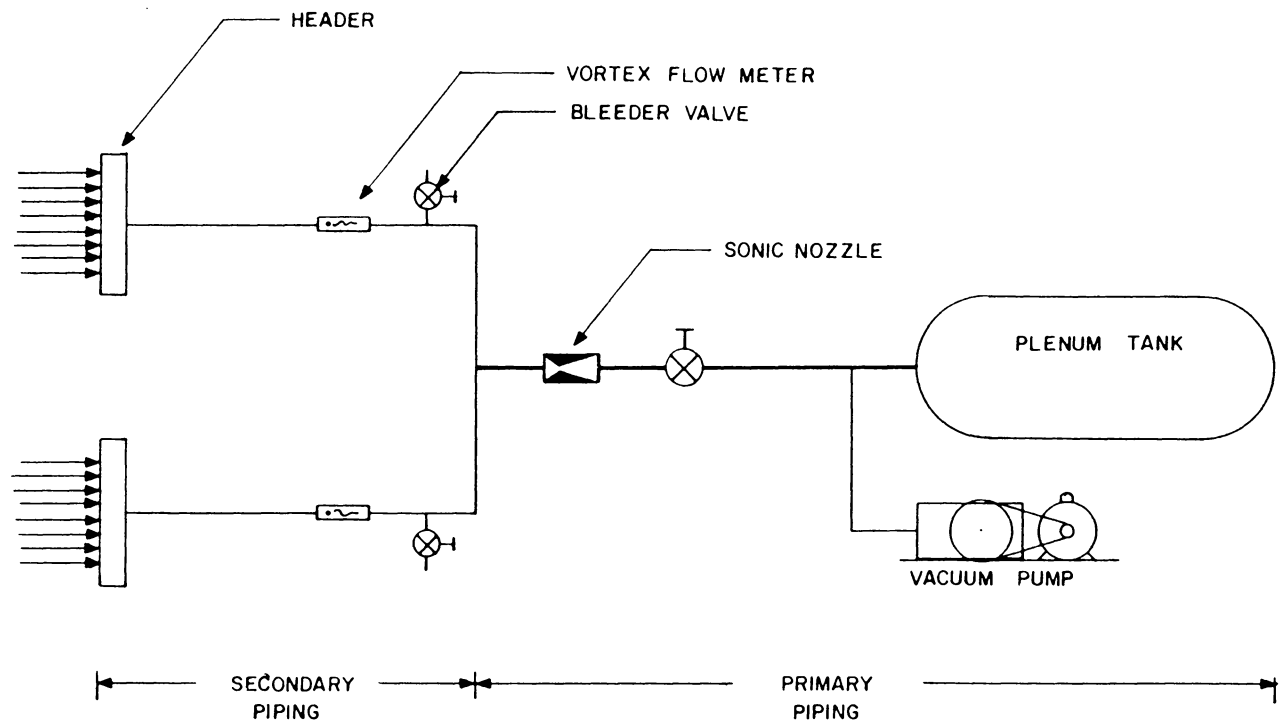 HEADER
VORTEX FLOW METER
BLEEDER VALVE
SONIC NOZZLE
PLENUM TANK
VACUUM PUMP
SECONDARY
PIPING
PRIMARY
PIPING